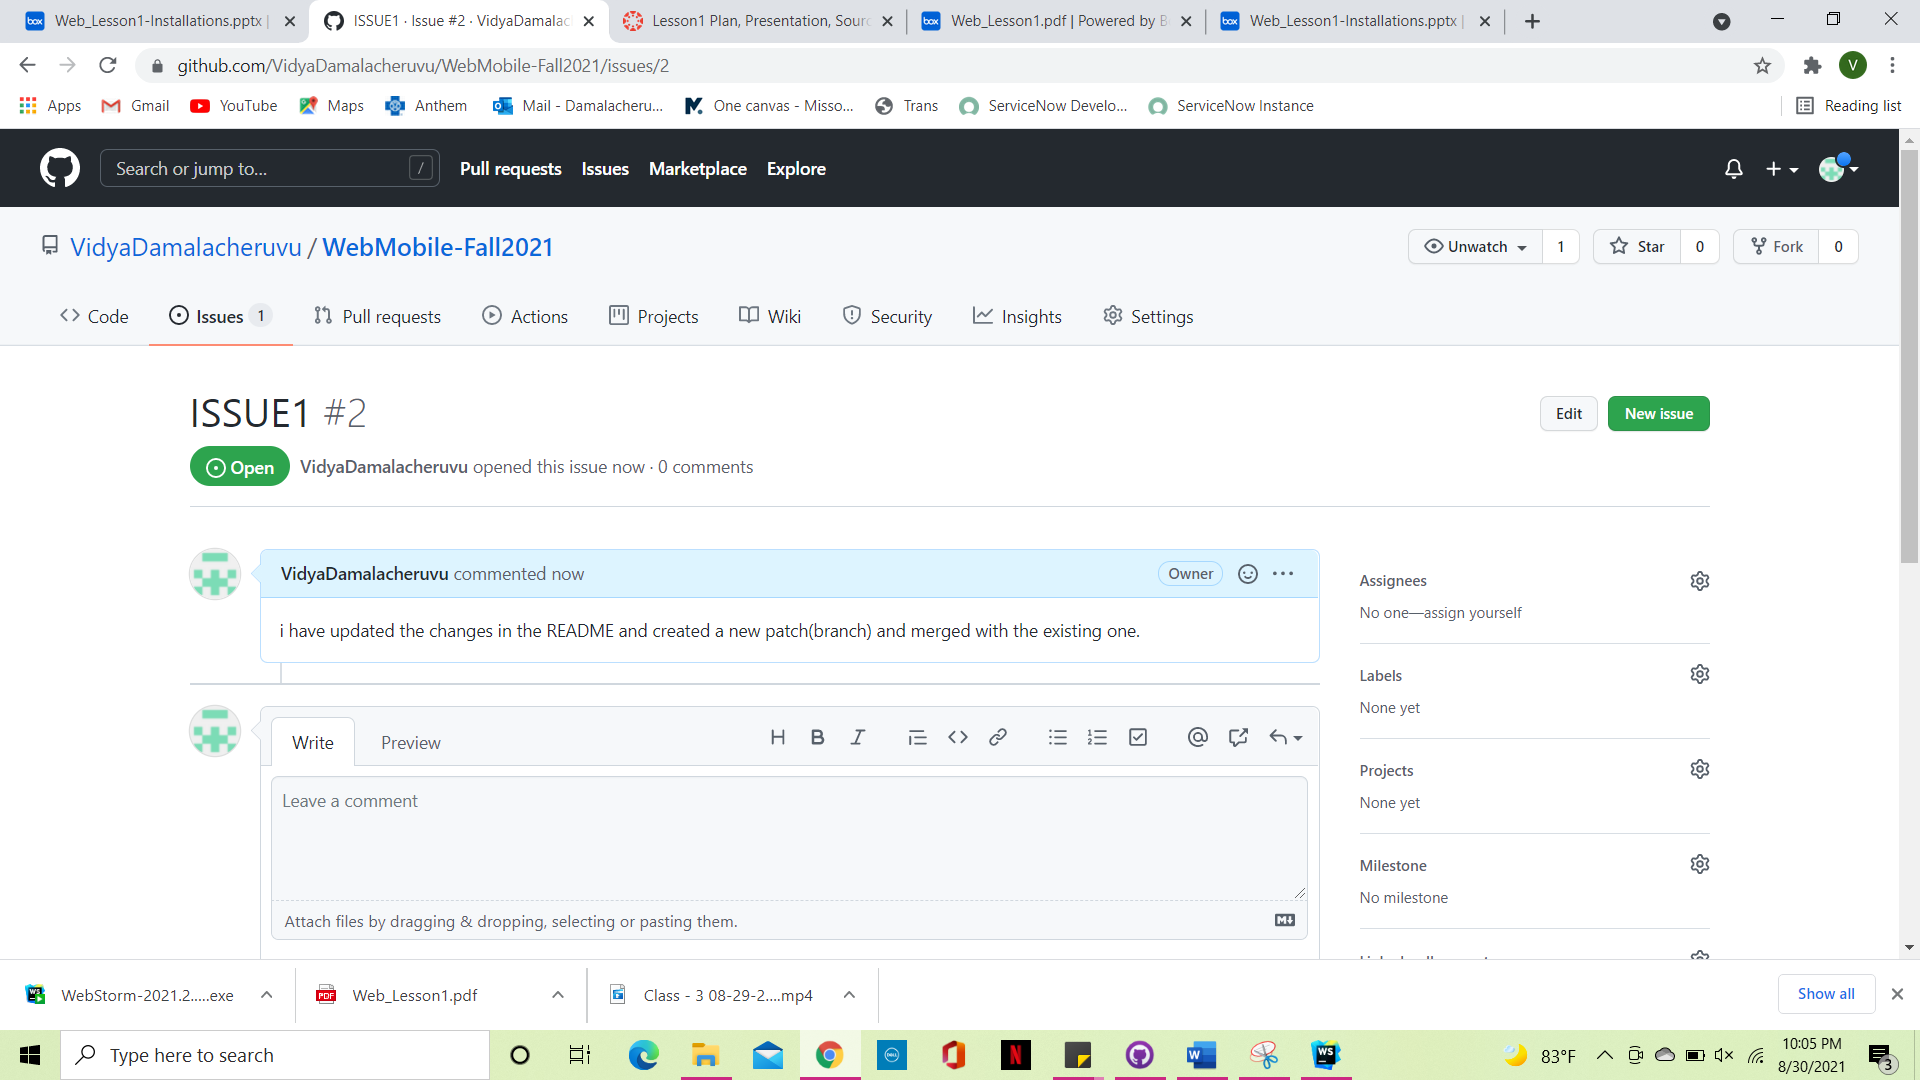 Web_Lesson1-Installations.pptx |
ISSUE1 · Issue #2 · VidyaDamalac
Lesson1 Plan, Presentation, Sour
Web_Lesson1.pdf | Powered by B
Web_Lesson1-Installations.pptx |
github.com/VidyaDamalacheruvu/WebMobile-Fall2021/issues/2
V
Apps Gmail YouTube Maps Anthem Mail - Damalacheru... One canvas - Misso... Trans ServiceNow Develo... ServiceNow Instance Reading list
Search or jump to... / Pull requests Issues Marketplace Explore
VidyaDamalacheruvu / WebMobile-Fall2021 Unwatch 1 Star 0 Fork 0
Code Issues 1 Pull requests Actions Projects Wiki Security Insights Settings
ISSUE1 #2 Edit New issue
Open VidyaDamalacheruvu opened this issue now · 0 comments
VidyaDamalacheruvu commented now Owner
i have updated the changes in the README and created a new patch(branch) and merged with the existing one.
Assignees
No one—assign yourself
Labels
None yet
Projects
None yet
Milestone
No milestone
Write Preview
Leave a comment
Attach files by dragging & dropping, selecting or pasting them.
WebStorm-2021.2.....exe Web_Lesson1.pdf Class - 3 08-29-2....mp4 Show all
Type here to search
83°F
10:05 PM
8/30/2021
3